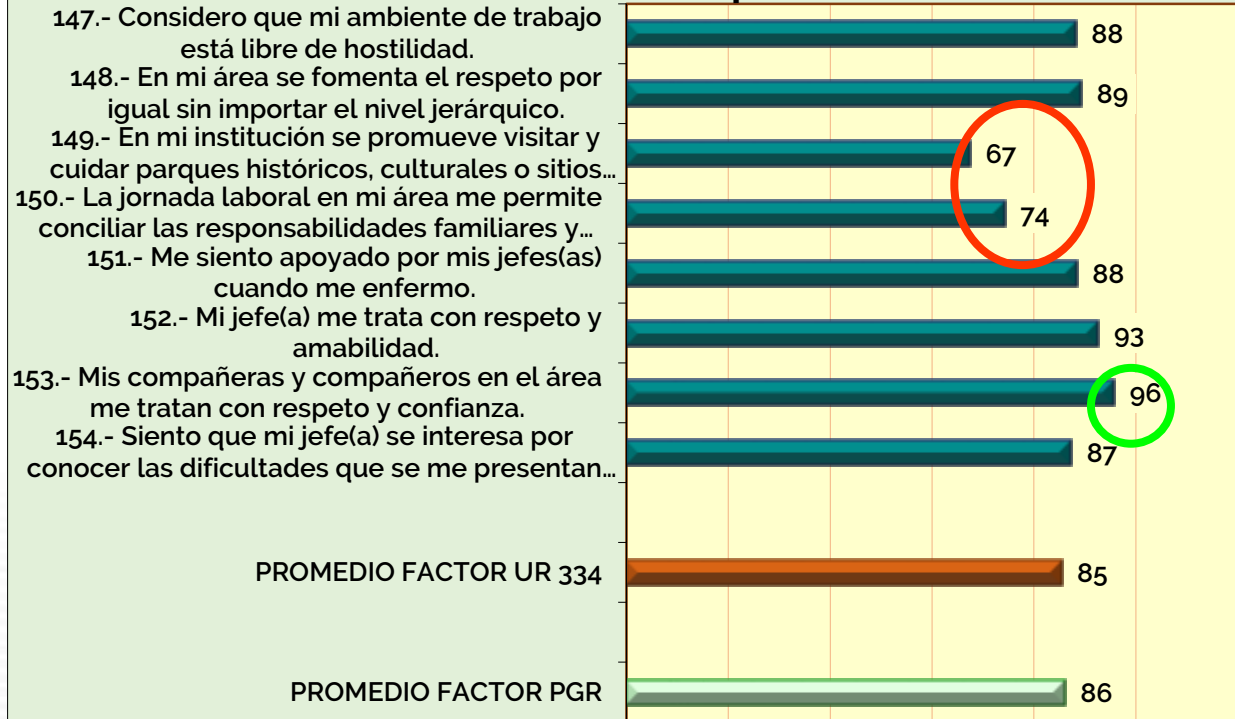 147.- Considero que mi ambiente de trabajo
está libre de hostilidad.
88
148.- En mi área se fomenta el respeto por
igual sin importar el nivel jerárquico.
89
149.- En mi institución se promueve visitar y
cuidar parques históricos, culturales o sitios…
67
150.- La jornada laboral en mi área me permite
conciliar las responsabilidades familiares y…
74
151.- Me siento apoyado por mis jefes(as)
cuando me enfermo.
88
152.- Mi jefe(a) me trata con respeto y
amabilidad.
93
153.- Mis compañeras y compañeros en el área
me tratan con respeto y confianza.
96
154.- Siento que mi jefe(a) se interesa por
conocer las dificultades que se me presentan…
87
PROMEDIO FACTOR UR 334
85
PROMEDIO FACTOR PGR
86